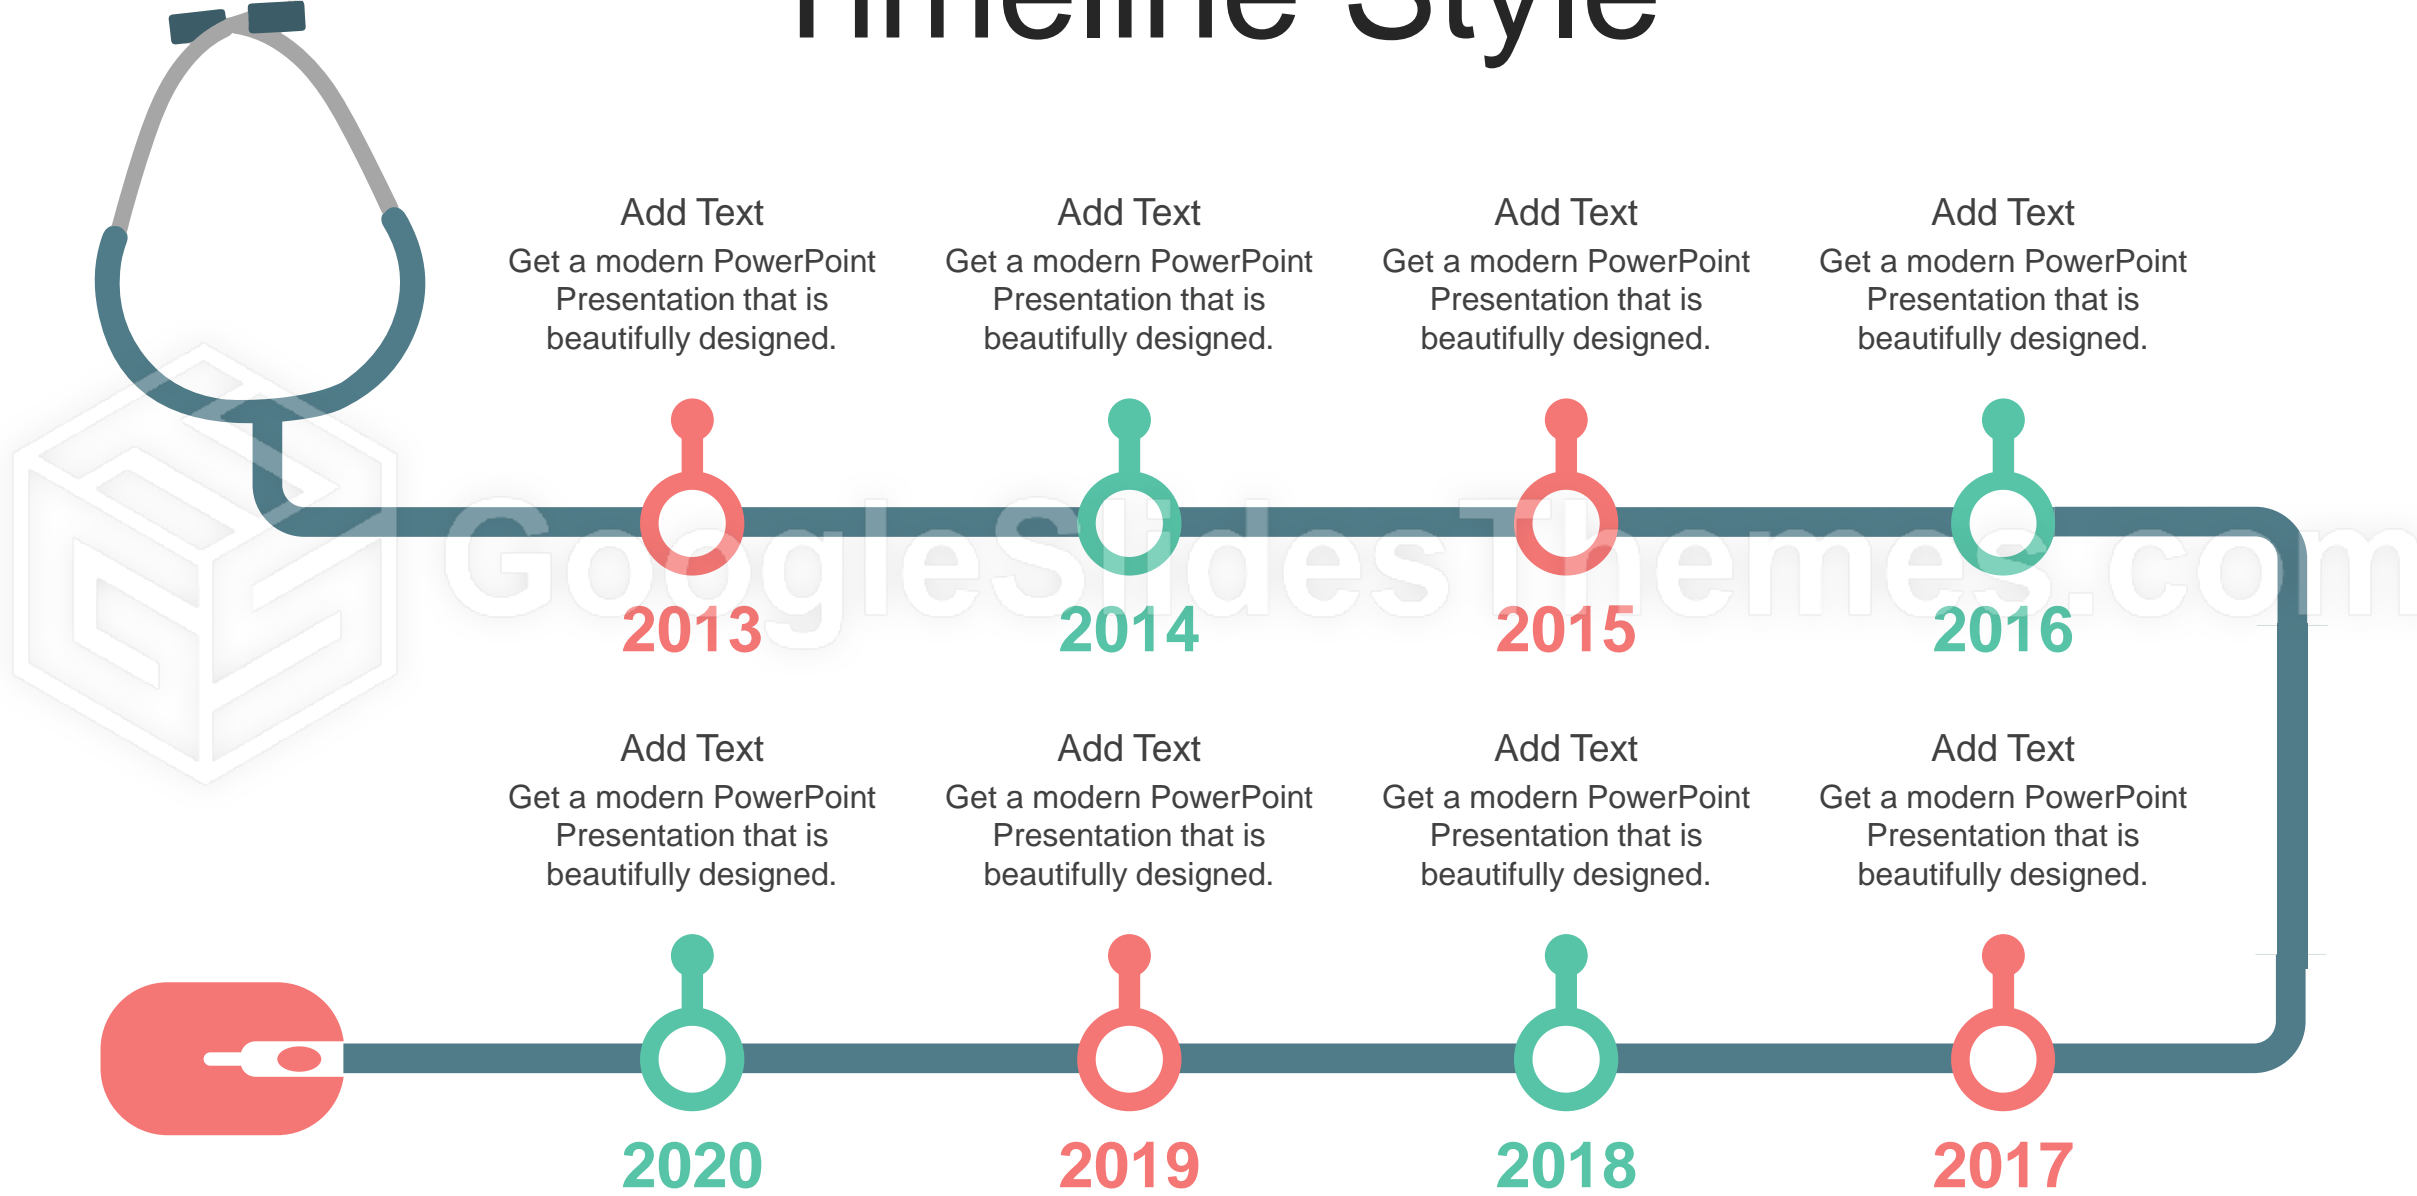 Timeline Style
Add Text
Get a modern PowerPoint
Presentation that is
beautifully designed.
2013
Add Text
Get a modern PowerPoint
Presentation that is
beautifully designed.
2014
Add Text
Get a modern PowerPoint
Presentation that is
beautifully designed.
2015
Add Text
Get a modern PowerPoint
Presentation that is
beautifully designed.
2016
GoogleSlidesThemes.com
Add Text
Get a modern PowerPoint
Presentation that is
beautifully designed.
2020
Add Text
Get a modern PowerPoint
Presentation that is
beautifully designed.
2019
Add Text
Get a modern PowerPoint
Presentation that is
beautifully designed.
2018
Add Text
Get a modern PowerPoint
Presentation that is
beautifully designed.
2017